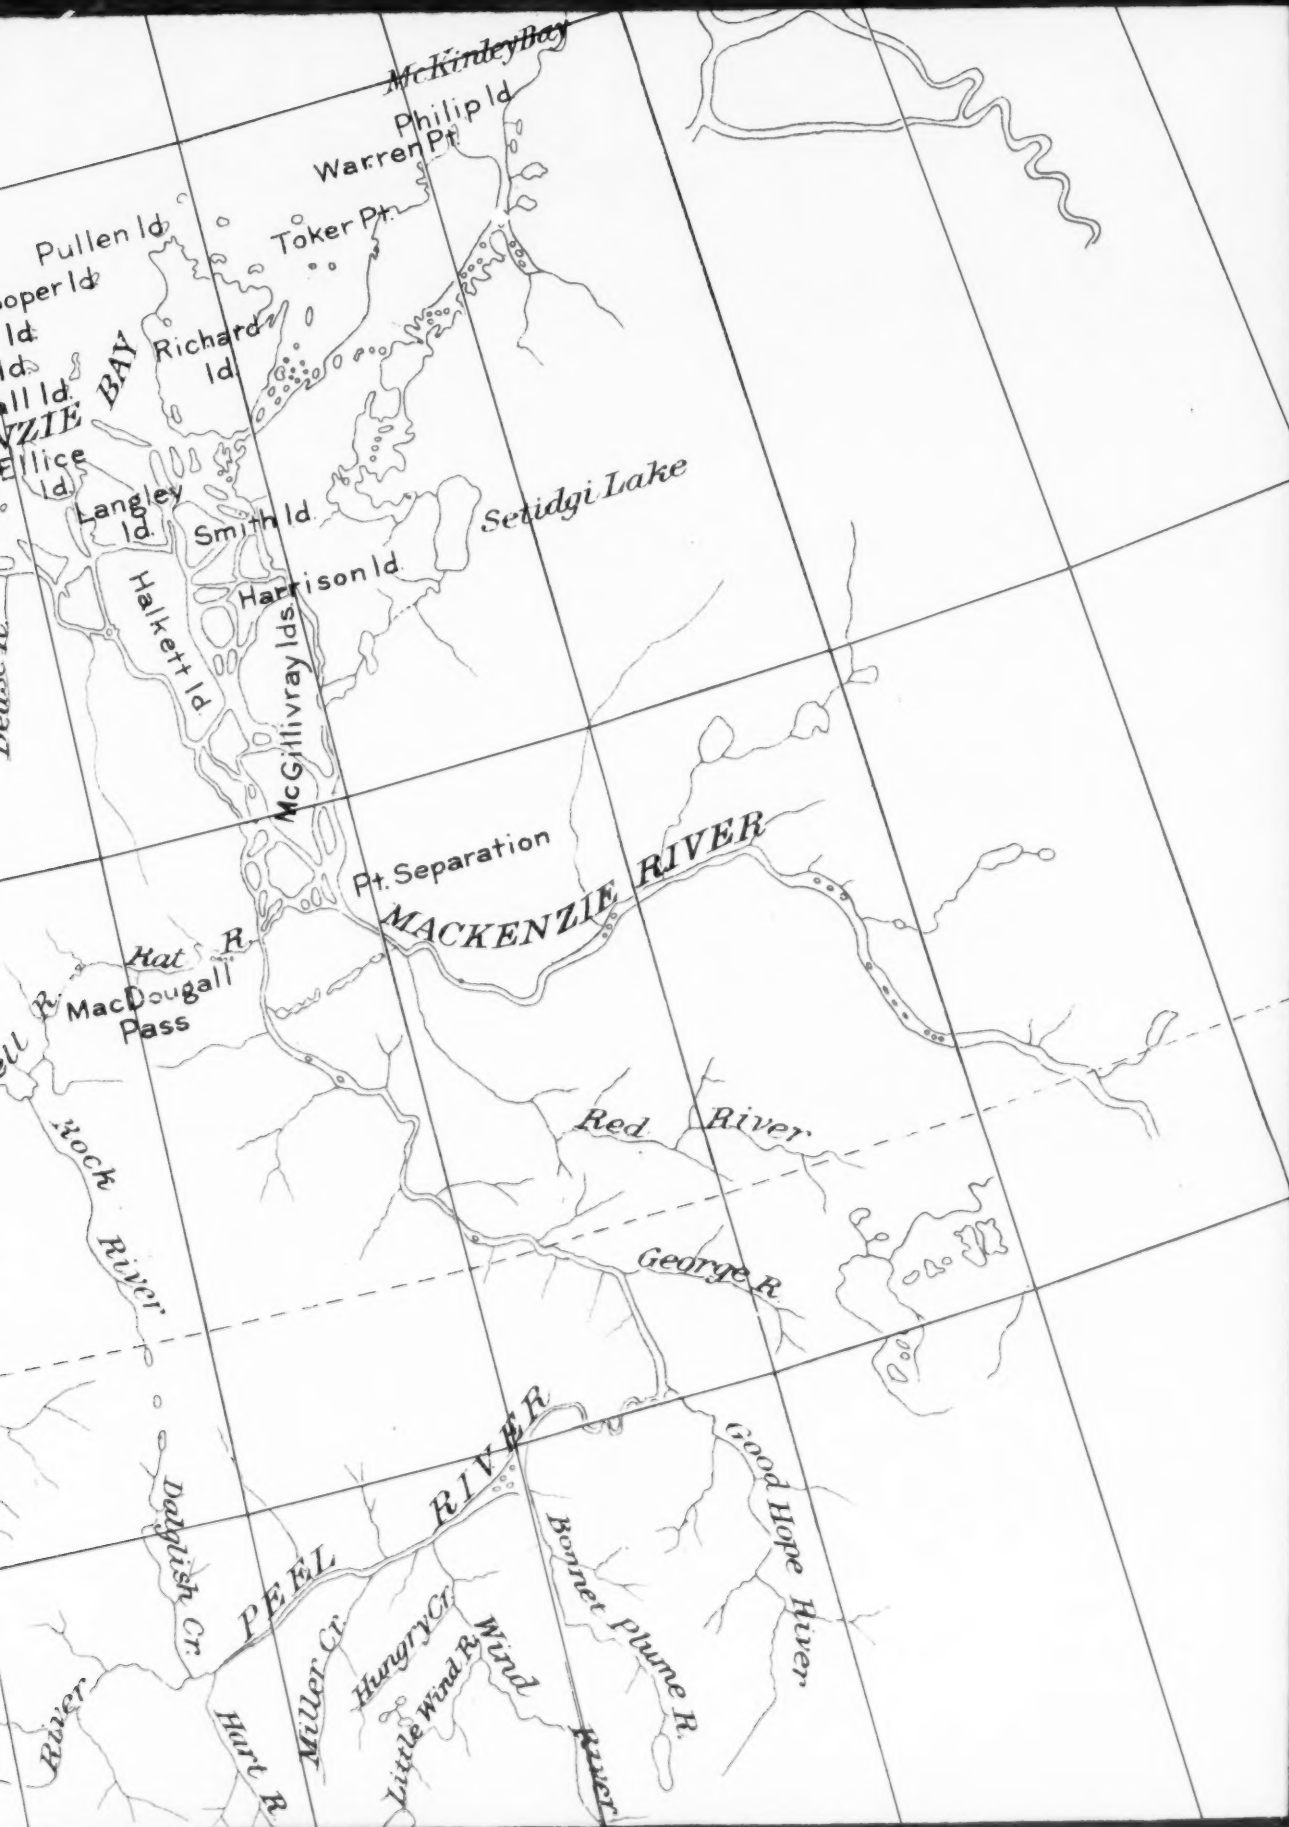 McKinley Bay
Philip Id
Warren Pt.
Toker Pt.
Pullen Id
ooper Id
Id.
Id.
all Id.
NZIE BAY
Richard
Id.
Ellice
Id.
Langley
Id.
Smith Id.
Setidgi Lake
Harrison Id.
Halkett Id.
McGillivray Ids.
Pt. Separation
MACKENZIE RIVER
Rat R.
MacDougall
Pass
ell R.
Rock River
Red River
George R.
PEEL RIVER
Good Hope River
Dalglish Cr.
Bonnet Plume R.
Miller Cr.
Hungry Cr.
Little Wind R.
Wind River
River
Hart R.